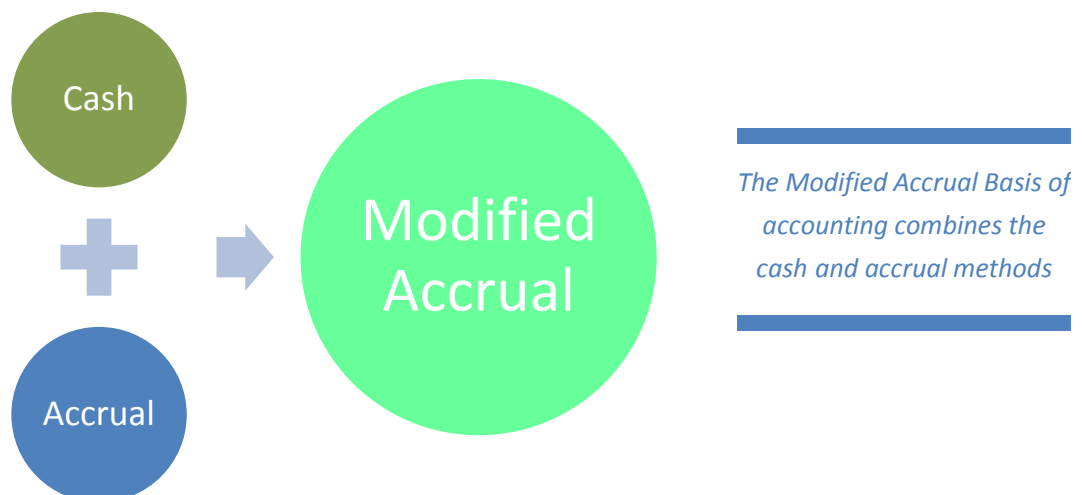 Cash
Accrual
Modified
Accrual
The Modified Accrual Basis of
accounting combines the
cash and accrual methods